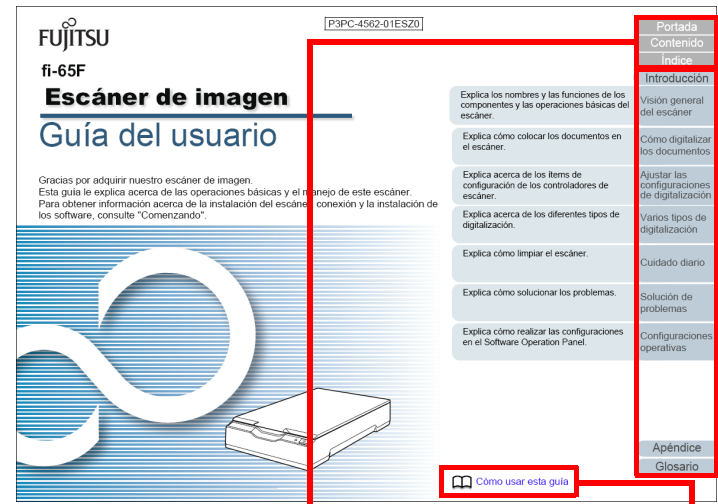 FUJITSU
P3PC-4562-01ESZ0
fi-65F
Escáner de imagen
Guía del usuario
Gracias por adquirir nuestro escáner de imagen.
Esta guía le explica acerca de las operaciones básicas y el manejo de este escáner.
Para obtener información acerca de la instalación del escáner, conexión y la instalación de
los software, consulte "Comenzando".
Explica los nombres y las funciones de los
componentes y las operaciones básicas del
escáner.
Explica cómo colocar los documentos en
el escáner.
Explica acerca de los ítems de
configuración de los controladores de
escáner.
Explica acerca de los diferentes tipos de
digitalización.
Explica cómo limpiar el escáner.
Explica cómo solucionar los problemas.
Explica cómo realizar las configuraciones
en el Software Operation Panel.
Cómo usar esta guía
Portada
Contenido
Índice
Introducción
Visión general
del escáner
Cómo digitalizar
los documentos
Ajustar las
configuraciones
de digitalización
Varios tipos de
digitalización
Cuidado diario
Solución de
problemas
Configuraciones
operativas
Apéndice
Glosario